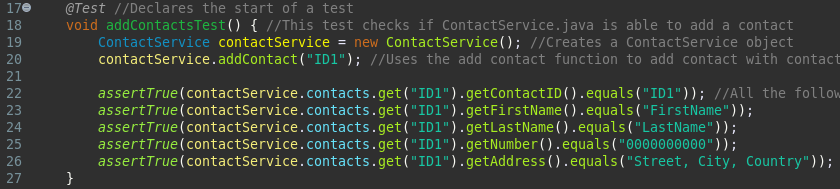 17 @Test //Declares the start of a test
18 void addContactsTest() { //This test checks if ContactService.java is able to add a contact
19 ContactService contactService = new ContactService(); //Creates a ContactService object
20 contactService.addContact("ID1"); //Uses the add contact function to add contact with contact
21
22 assertTrue(contactService.contacts.get("ID1").getContactID().equals("ID1")); //All the follow
23 assertTrue(contactService.contacts.get("ID1").getFirstName().equals("FirstName"));
24 assertTrue(contactService.contacts.get("ID1").getLastName().equals("LastName"));
25 assertTrue(contactService.contacts.get("ID1").getNumber().equals("0000000000"));
26 assertTrue(contactService.contacts.get("ID1").getAddress().equals("Street, City, Country"));
27 }